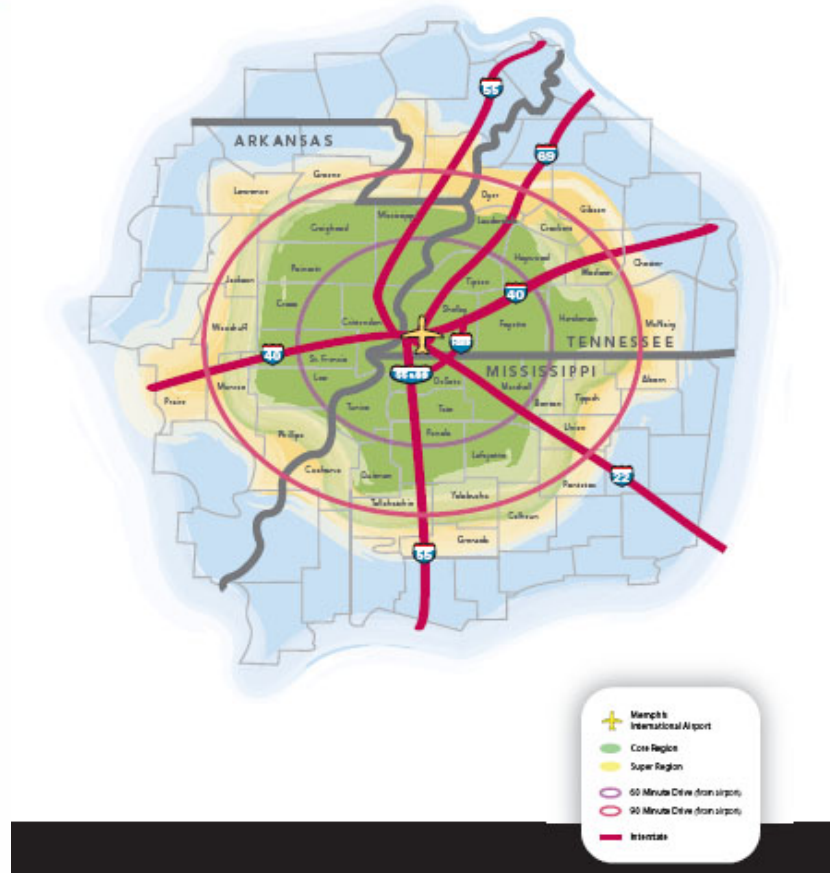 55
ARKANSAS
69
Greene
Lawrence
Dyer
Gibson
Mississippi
Lauderdale
Craighead
Crockett
Haywood
Madison
Chester
Poinsett
Jackson
Tipton
40
Cross
Shelby
Crittenden
Fayette
Hardeman
McNairy
Woodruff
TENNESSEE
40
St. Francis
MISSISSIPPI
Lee
DeSoto
Marshall
Alcorn
Monroe
Prairie
Benton
Tippah
Tunica
Tate
Union
Phillips
Panola
Lafayette
Coahoma
Quitman
22
Pontotoc
Yalobusha
Tallahatchie
Calhoun
Grenada
55
Memphis
International Airport
Core Region
Super Region
60 Minute Drive (from airport)
90 Minute Drive (from airport)
Interstate